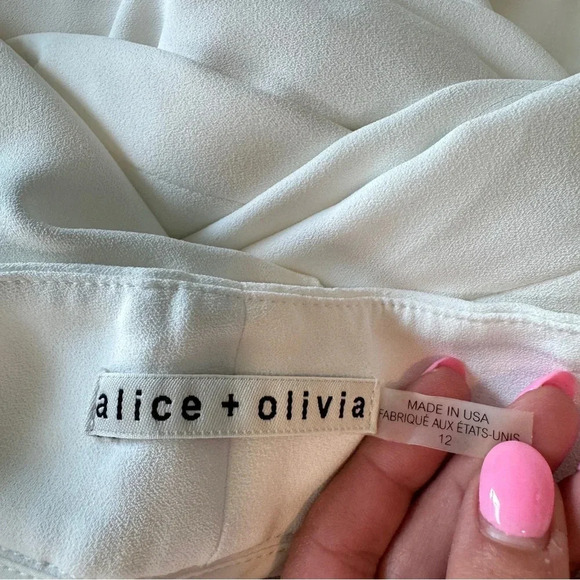 alice + olivia
MADE IN USA
FABRIQUÉ AUX ÉTATS-UNIS
12